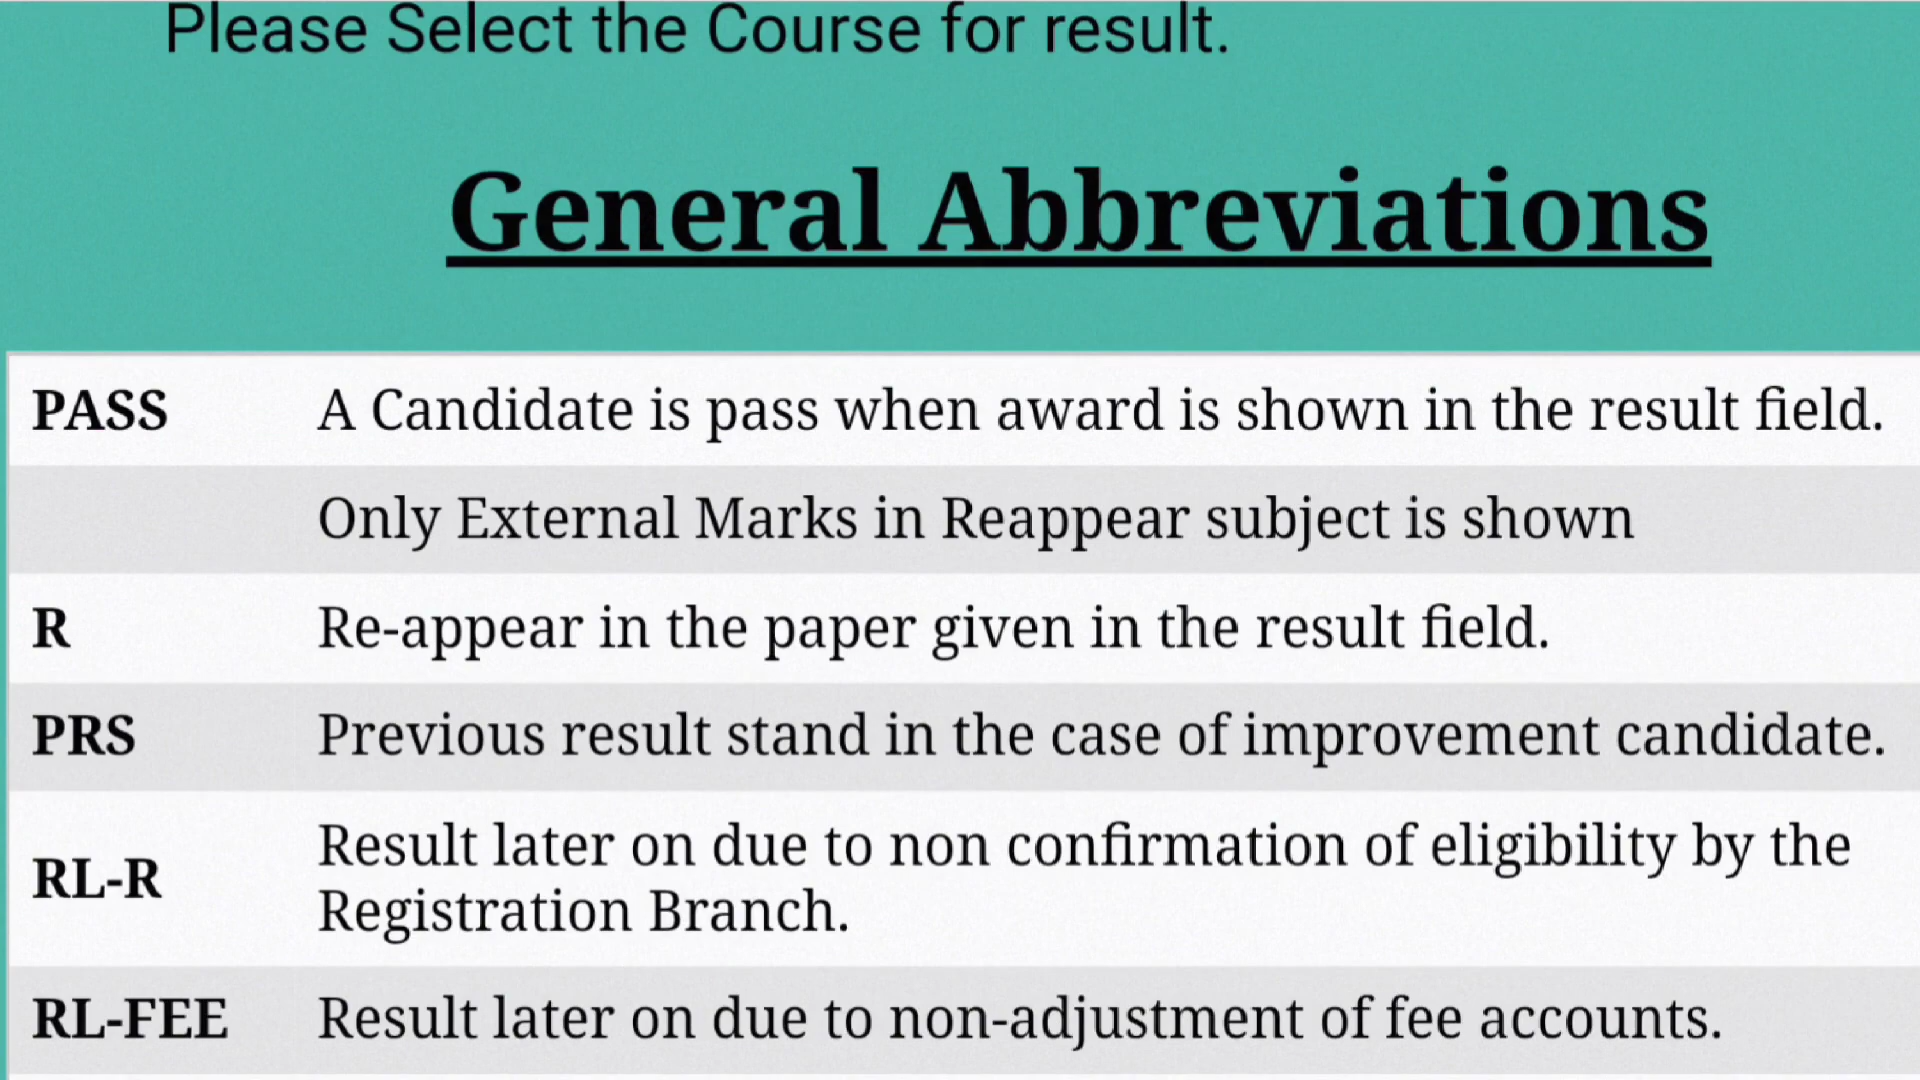 Please Select the Course for result.
General Abbreviations
PASS A Candidate is pass when award is shown in the result field.
Only External Marks in Reappear subject is shown
R Re-appear in the paper given in the result field.
PRS Previous result stand in the case of improvement candidate.
RL-R Result later on due to non confirmation of eligibility by the
Registration Branch.
RL-FEE Result later on due to non-adjustment of fee accounts.